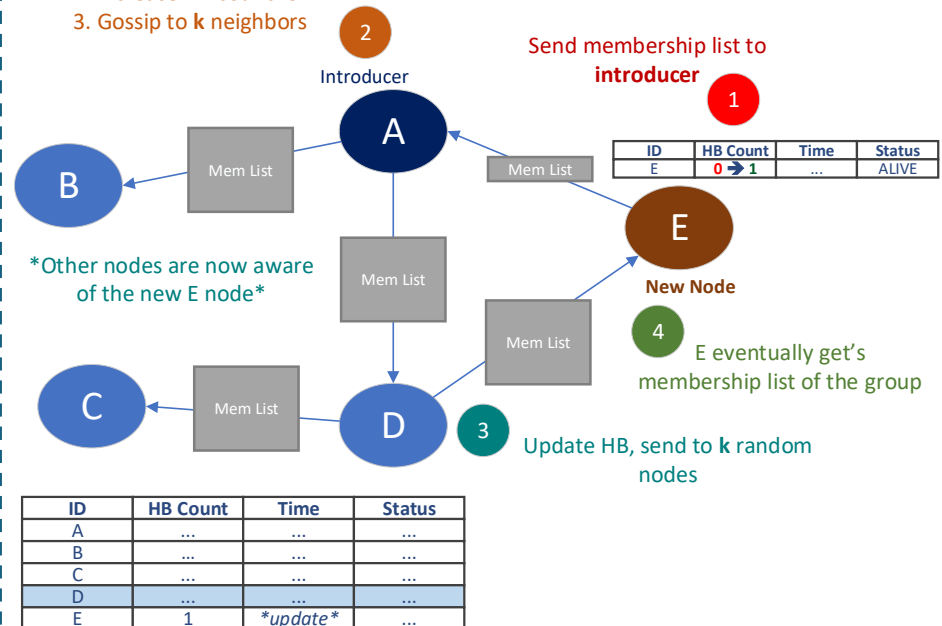 3. Gossip to k neighbors
2
Introducer
Send membership list to
introducer
1
A
B
Mem List
Mem List
ID HB Count Time Status
E 0 → 1 ... ALIVE
E
New Node
*Other nodes are now aware
of the new E node*
Mem List
Mem List
4
E eventually get's
membership list of the group
C
Mem List
D
3
Update HB, send to k random
nodes
ID HB Count Time Status
A ... ... ...
B ... ... ...
C ... ... ...
D ... ... ...
E 1 *update* ...